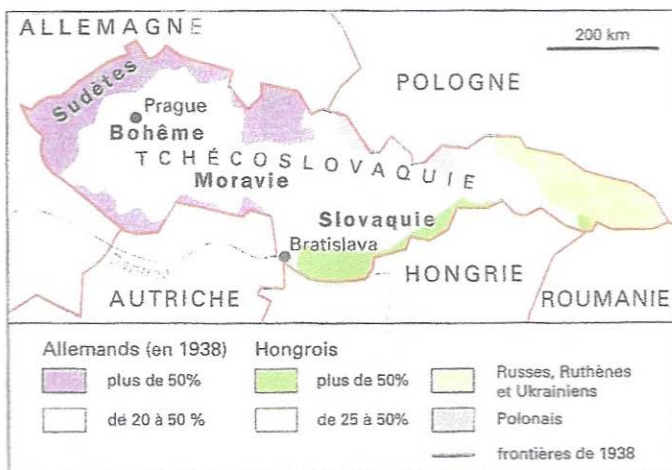 ALLEMAGNE
200 km
POLOGNE
Sudètes
Prague
Bohême
TCHÉCOSLOVAQUIE
Moravie
Slovaquie
Bratislava
HONGRIE
AUTRICHE
ROUMANIE
Allemands (en 1938)
plus de 50%
de 20 à 50 %
Hongrois
plus de 50%
de 25 à 50%
Russes, Ruthènes
et Ukrainiens
Polonais
frontières de 1938